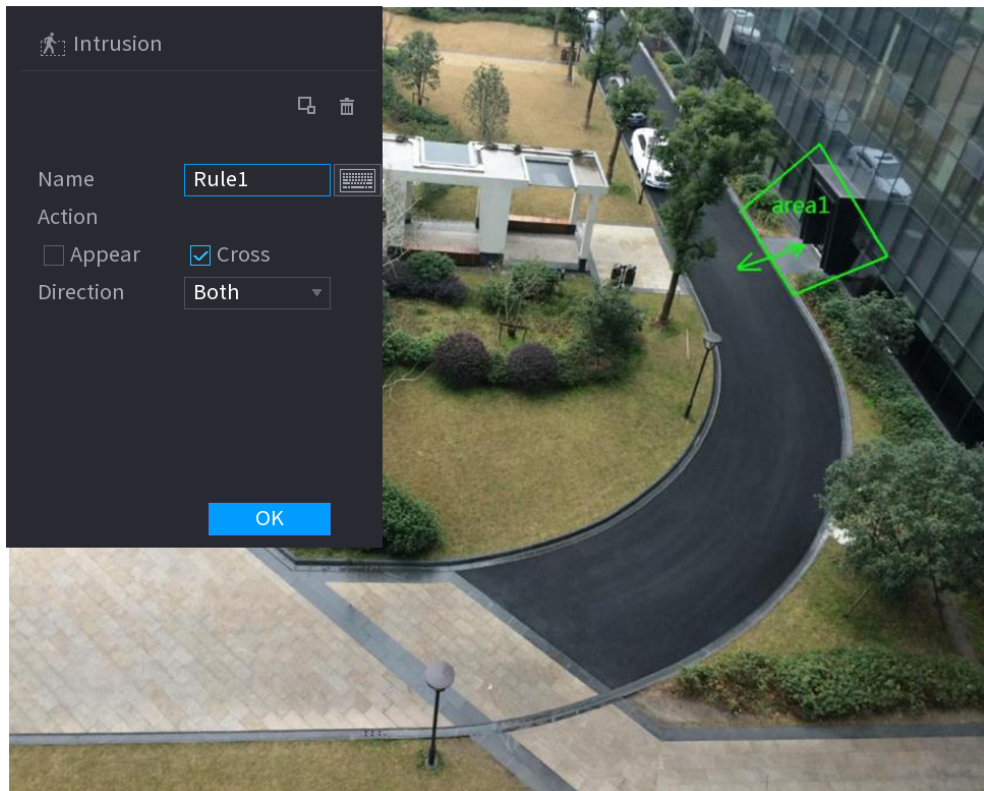 Intrusion
Name
Rule1
Action
Appear
Cross
Direction
Both
OK
area1